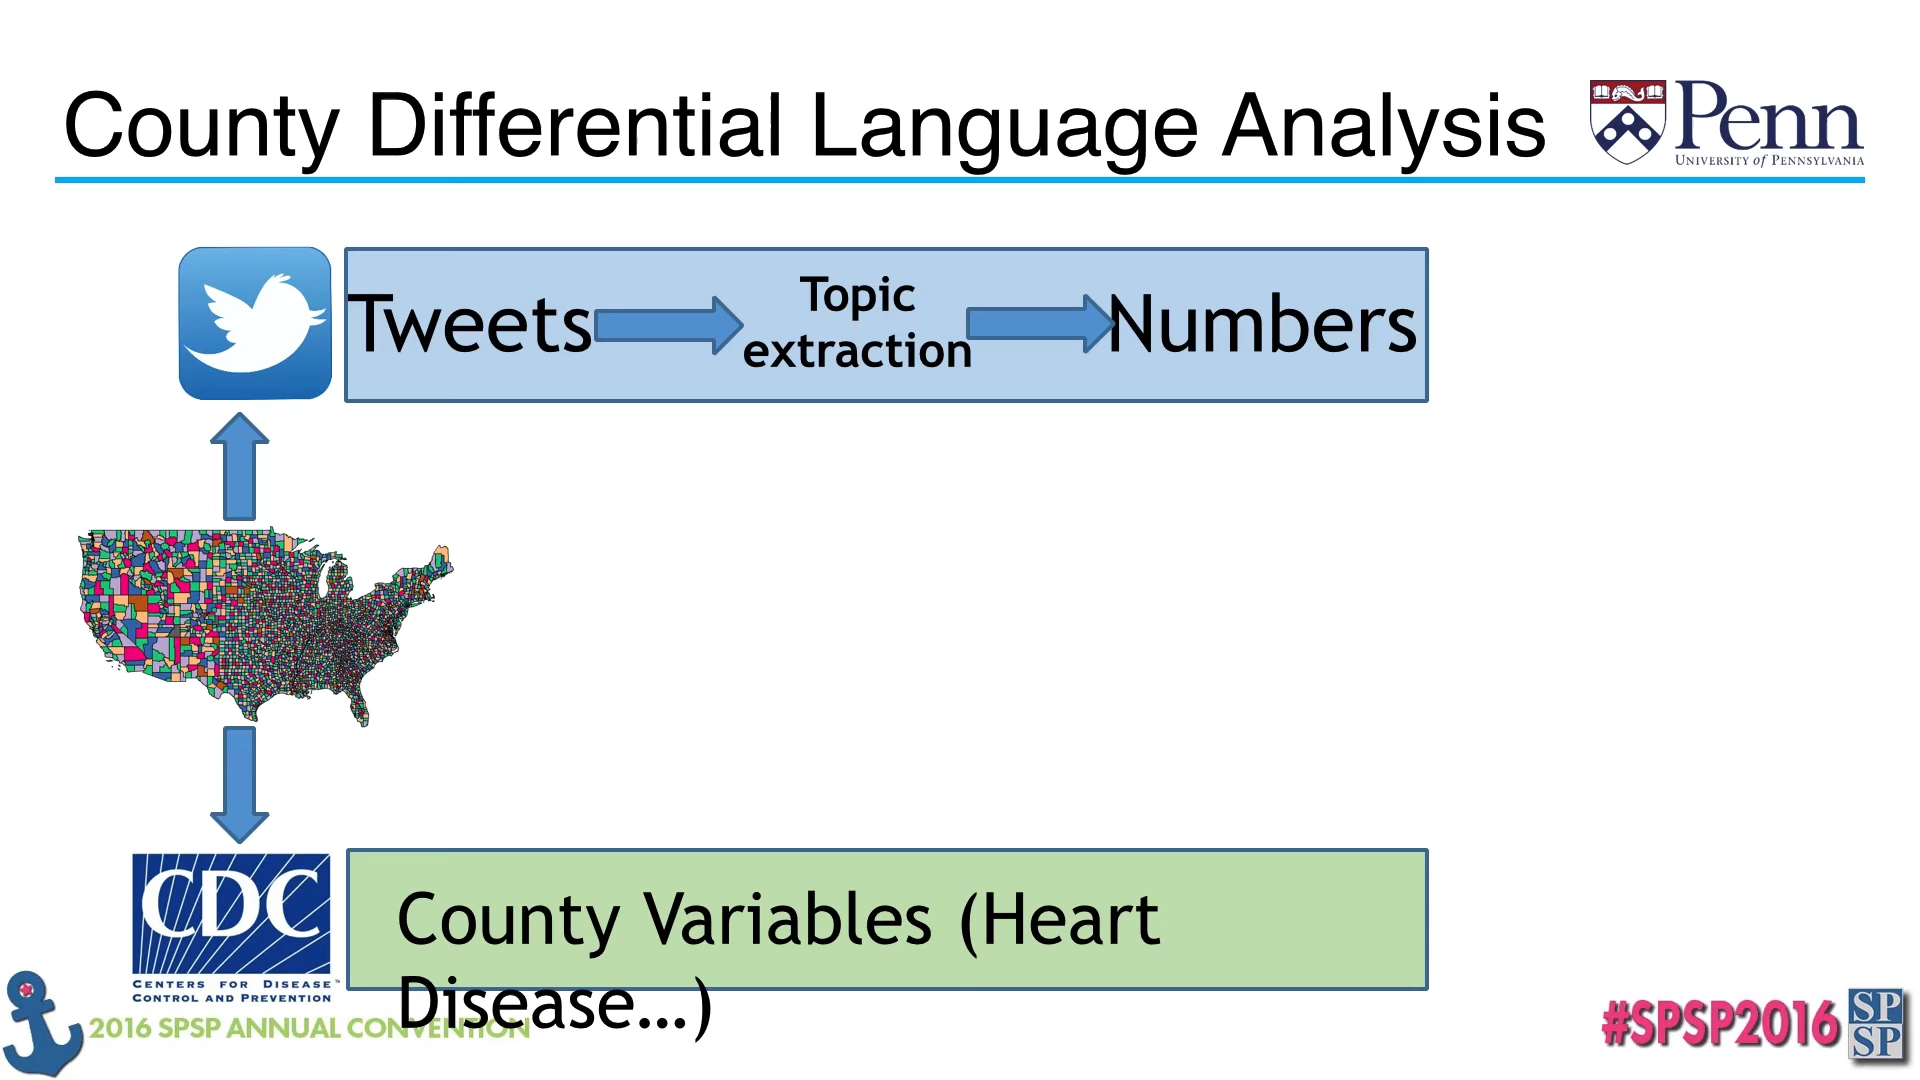 County Differential Language Analysis
Penn
UNIVERSITY of PENNSYLVANIA
Tweets
Topic
extraction
Numbers
CDC
CENTERS FOR DISEASE™
CONTROL AND PREVENTION
County Variables (Heart
Disease…)
2016 SPSP ANNUAL CONVENTION
#SPSP2016
SP
SP